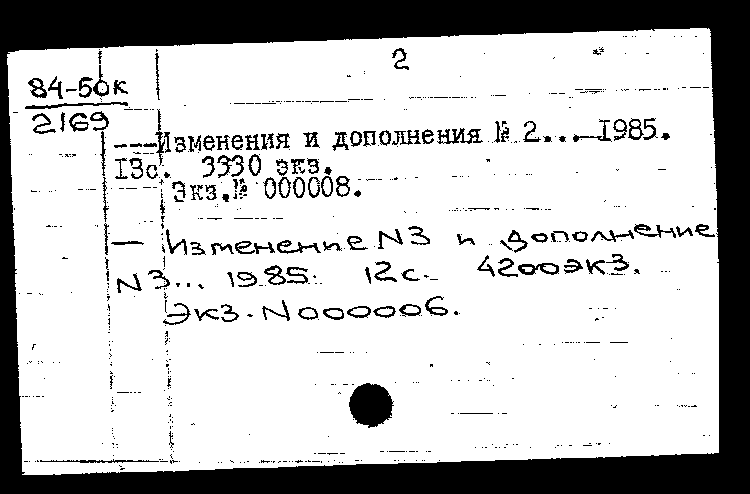 2
84-50к
2169
---Изменения и дополнения № 2...-1985.
13с. 3330 экз.
Экз.№ 000008.
— Изменение N3 и дополнение
N3... 1985. 12с. 4200экз.
Экз. N000006.